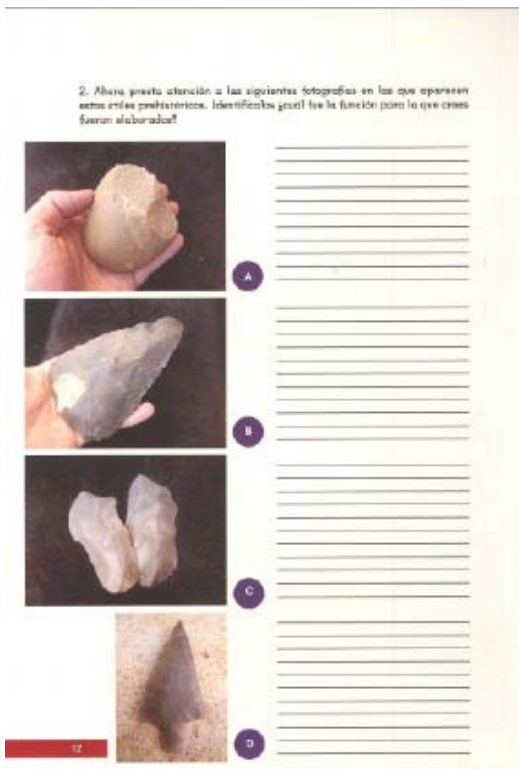 2. Ahora presta atención a las siguientes fotografías en las que aparecen
estos útiles prehistóricos. Identifícalos ¿cuál fue la función para la que crees
fueron elaborados?
A
B
C
D
12